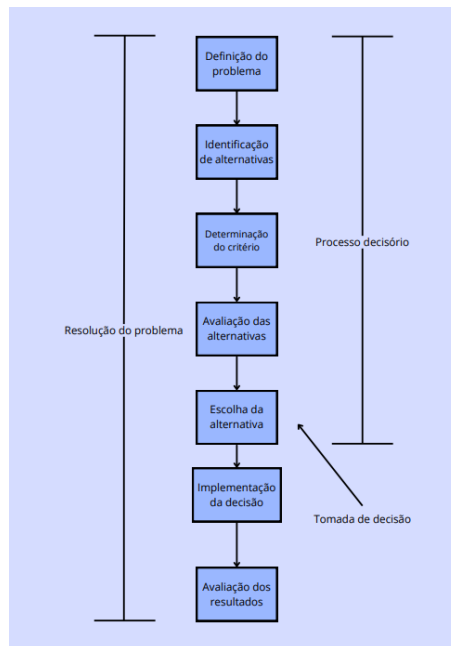 Definição do
problema
Identificação
de alternativas
Determinação
do critério
Processo decisório
Avaliação das
alternativas
Resolução do problema
Escolha da
alternativa
Implementação
da decisão
Tomada de decisão
Avaliação dos
resultados